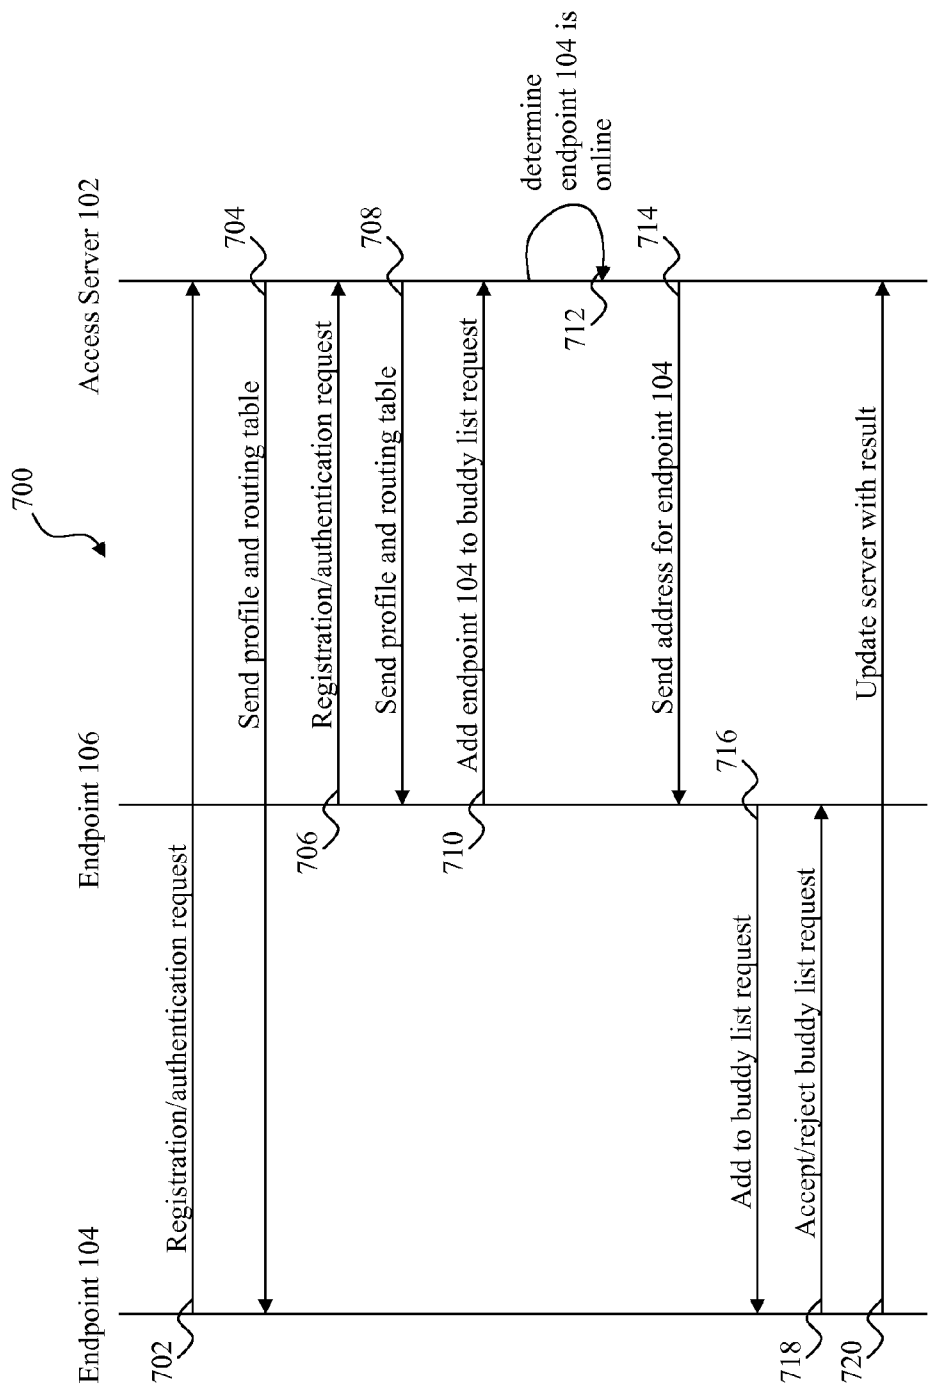 700
Endpoint 104
Endpoint 106
Access Server 102
702
Registration/authentication request
704
Send profile and routing table
706
Registration/authentication request
708
Send profile and routing table
710
Add endpoint 104 to buddy list request
determine
endpoint 104 is
online
712
714
Send address for endpoint 104
716
Add to buddy list request
718
Accept/reject buddy list request
720
Update server with result